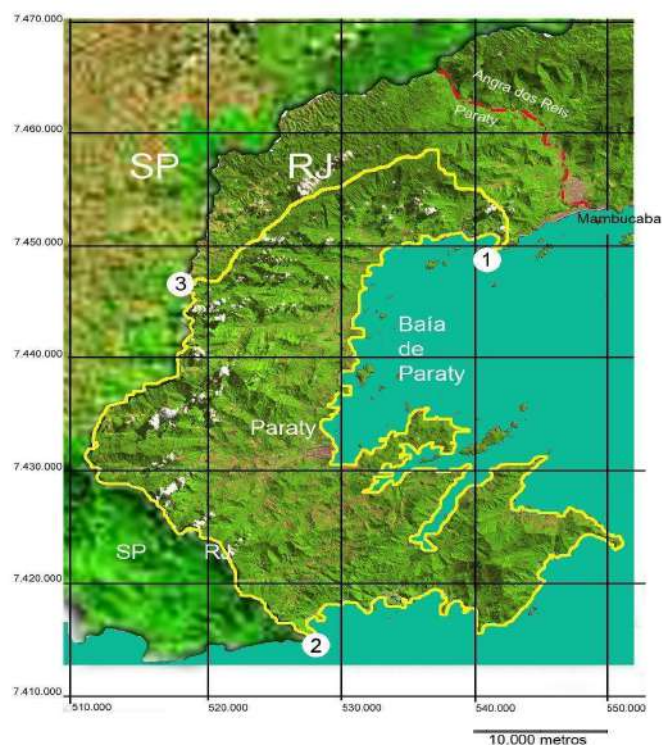 7.470.000
Angra dos Reis
Paraty
7.460.000
SP
RJ
Mambucaba
7.450.000
1
3
Baía
de
Paraty
7.440.000
Paraty
7.430.000
SP
RJ
7.420.000
2
7.410.000
510.000
520.000
530.000
540.000
550.000
10.000 metros